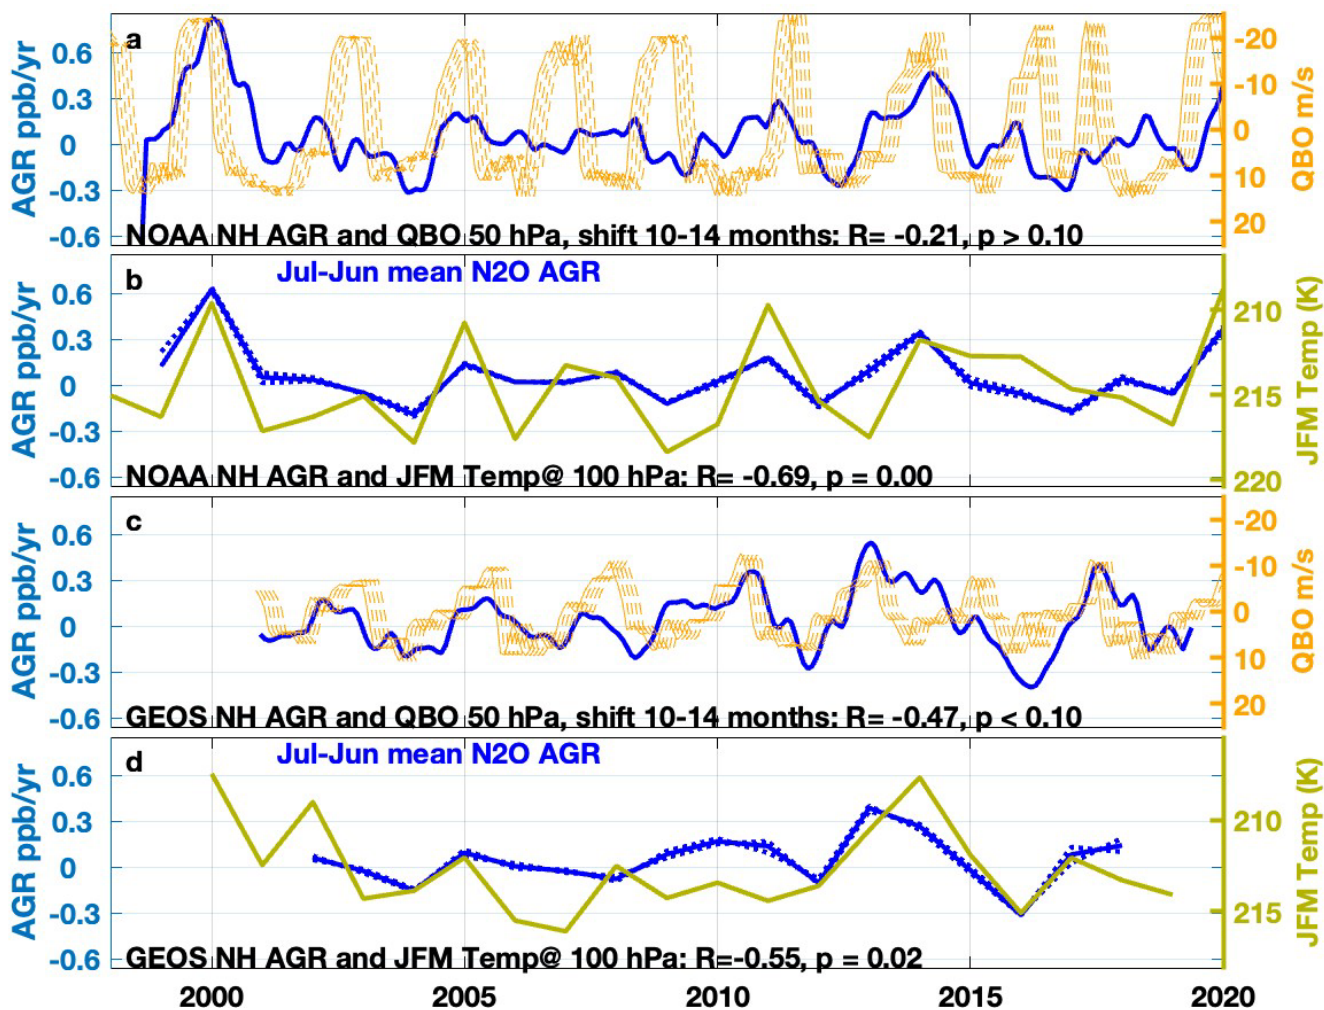 a
AGR ppb/yr
0.6
0.3
0
-0.3
-0.6
-20
-10
0
10
20
QBO m/s
NOAA NH AGR and QBO 50 hPa, shift 10-14 months: R= -0.21, p > 0.10
b
Jul-Jun mean N2O AGR
AGR ppb/yr
0.6
0.3
0
-0.3
-0.6
210
215
220
JFM Temp (K)
NOAA NH AGR and JFM Temp@ 100 hPa: R= -0.69, p = 0.00
c
AGR ppb/yr
0.6
0.3
0
-0.3
-0.6
-20
-10
0
10
20
QBO m/s
GEOS NH AGR and QBO 50 hPa, shift 10-14 months: R= -0.47, p < 0.10
d
Jul-Jun mean N2O AGR
AGR ppb/yr
0.6
0.3
0
-0.3
-0.6
210
215
JFM Temp (K)
GEOS NH AGR and JFM Temp@ 100 hPa: R=-0.55, p = 0.02
2000 2005 2010 2015 2020